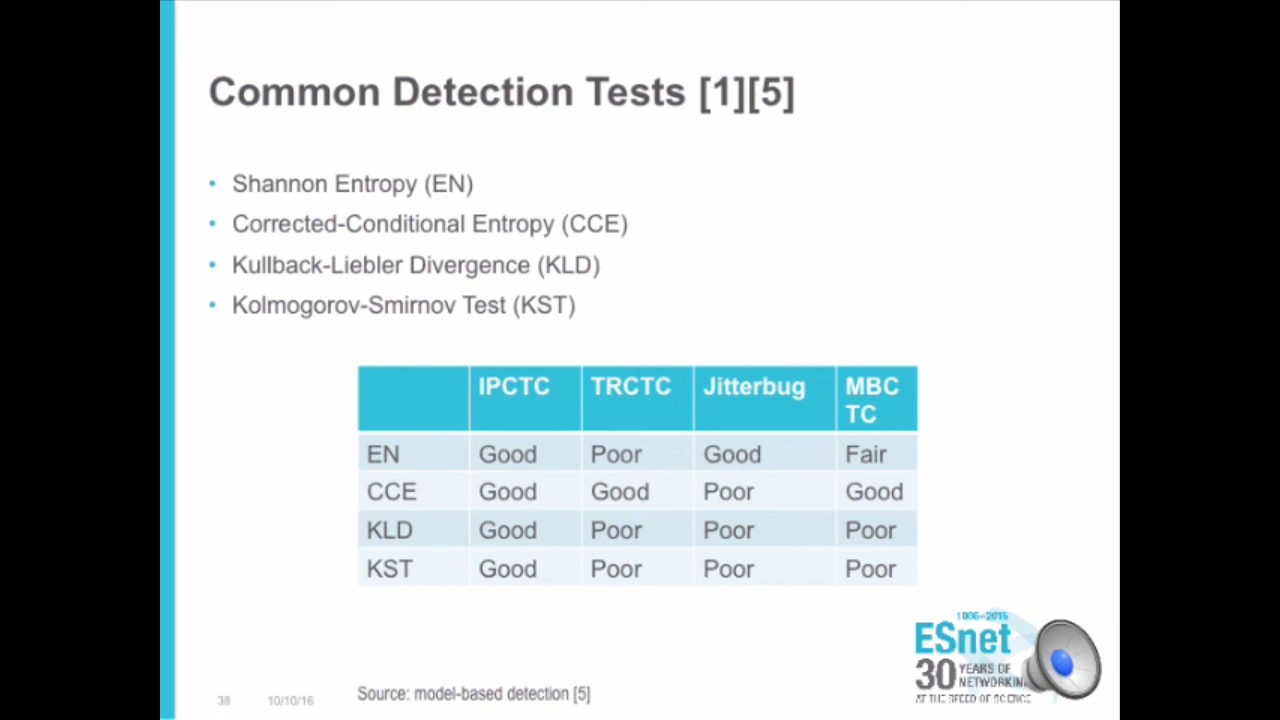 Common Detection Tests [1][5]
• Shannon Entropy (EN)
• Corrected-Conditional Entropy (CCE)
• Kullback-Liebler Divergence (KLD)
• Kolmogorov-Smirnov Test (KST)
IPCTC TRCTC Jitterbug MBC
TC
EN Good Poor Good Fair
CCE Good Good Poor Good
KLD Good Poor Poor Poor
KST Good Poor Poor Poor
1986-2016
ESnet
30 YEARS OF
NETWORKING
AT THE SPEED OF SCIENCE
38 10/10/16 Source: model-based detection [5]